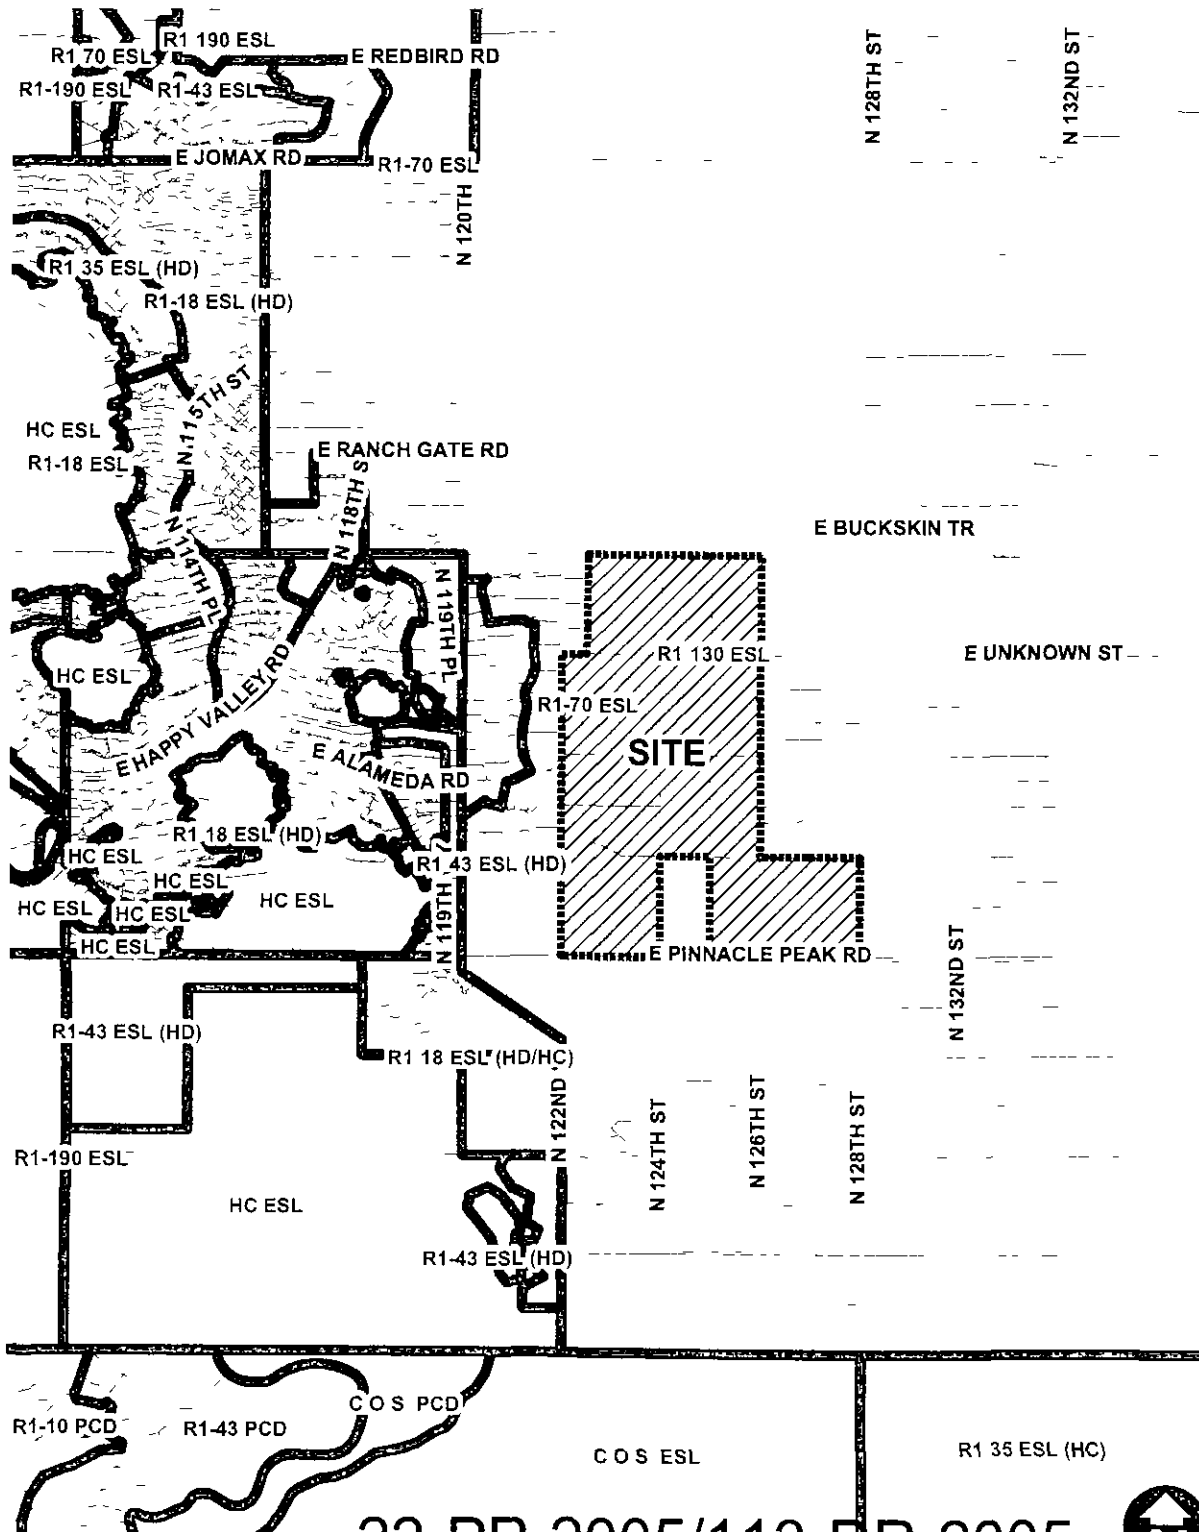 R1 190 ESL
R1 70 ESL
E REDBIRD RD
R1-190 ESL
R1-43 ESL
N 128TH ST
N 132ND ST
E JOMAX RD
R1-70 ESL
N 120TH
R1 35 ESL (HD)
R1-18 ESL (HD)
N 115TH ST
HC ESL
R1-18 ESL
E RANCH GATE RD
N 118TH S
E BUCKSKIN TR
N 114TH PL
N 119TH PL
R1 130 ESL
E UNKNOWN ST
HC ESL
R1-70 ESL
E HAPPY VALLEY RD
SITE
E ALAMEDA RD
R1 18 ESL (HD)
HC ESL
R1 43 ESL (HD)
HC ESL
HC ESL
HC ESL
HC ESL
N 119TH
HC ESL
E PINNACLE PEAK RD
N 132ND ST
R1-43 ESL (HD)
R1 18 ESL (HD/HC)
N 122ND
N 124TH ST
N 126TH ST
N 128TH ST
R1-190 ESL
HC ESL
R1-43 ESL (HD)
C O S PCD
R1-10 PCD
R1-43 PCD
C O S ESL
R1 35 ESL (HC)